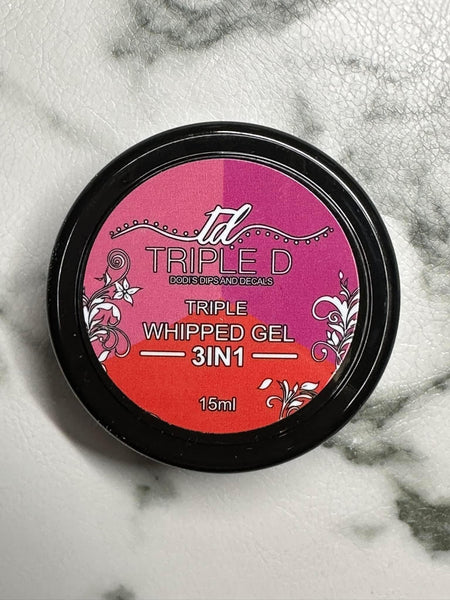 td
TRIPLE D
DODI'S DIPS AND DECALS
TRIPLE
WHIPPED GEL
3IN1
15ml